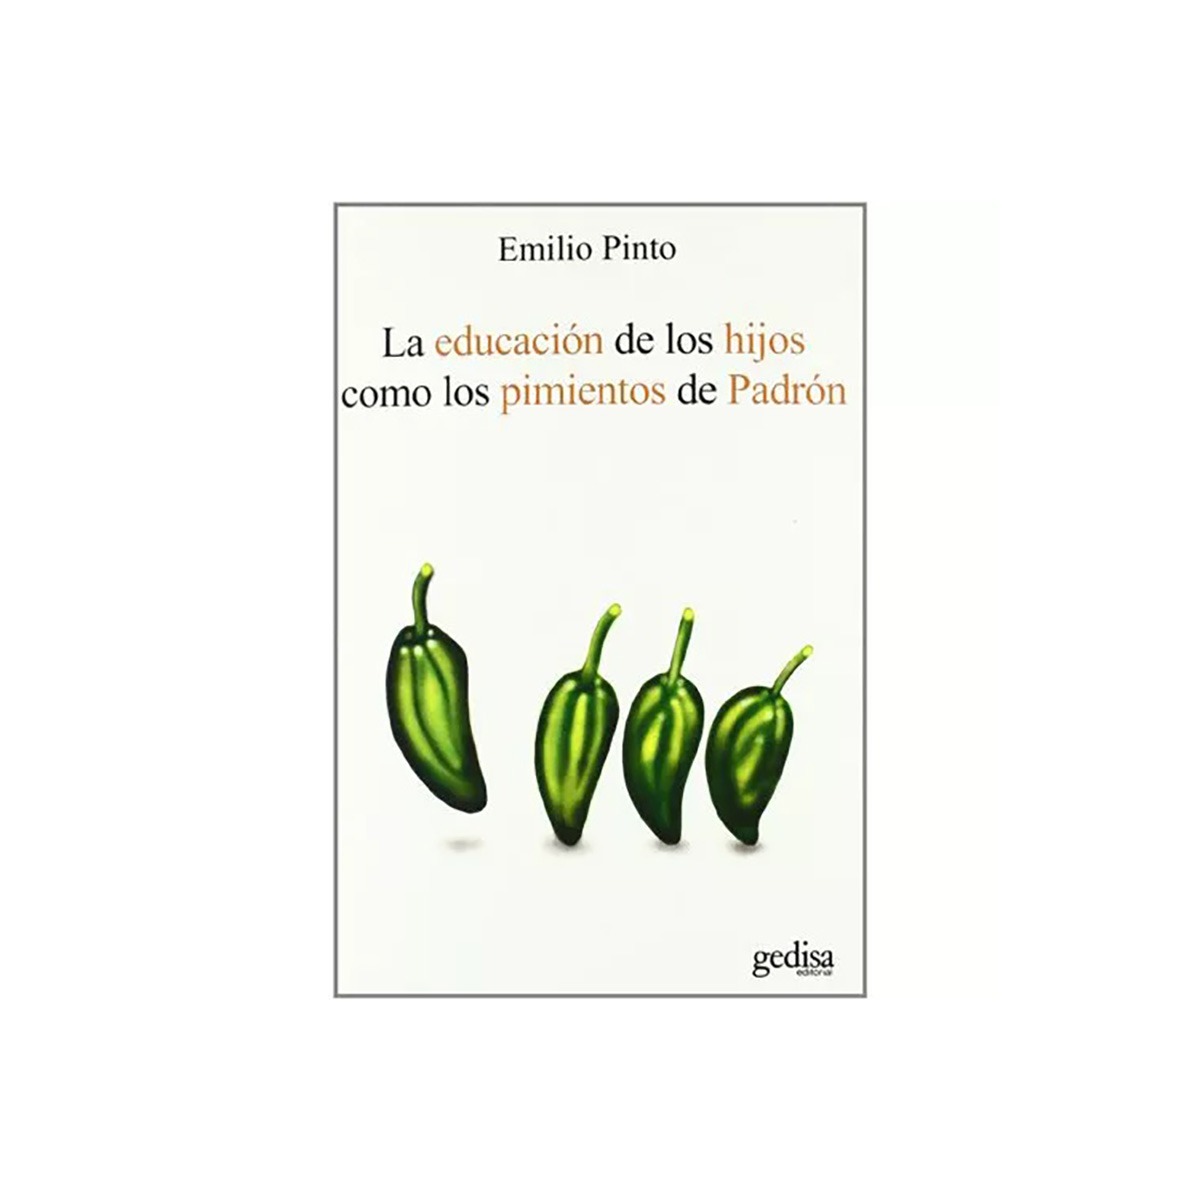 Emilio Pinto
La educación de los hijos
como los pimientos de Padrón
gedisa
editorial